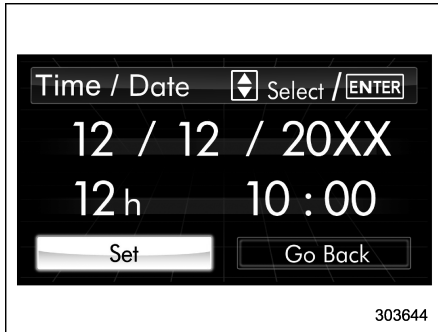 Time / Date Select / ENTER
12 / 12 / 20XX
12h 10:00
Set Go Back
303644